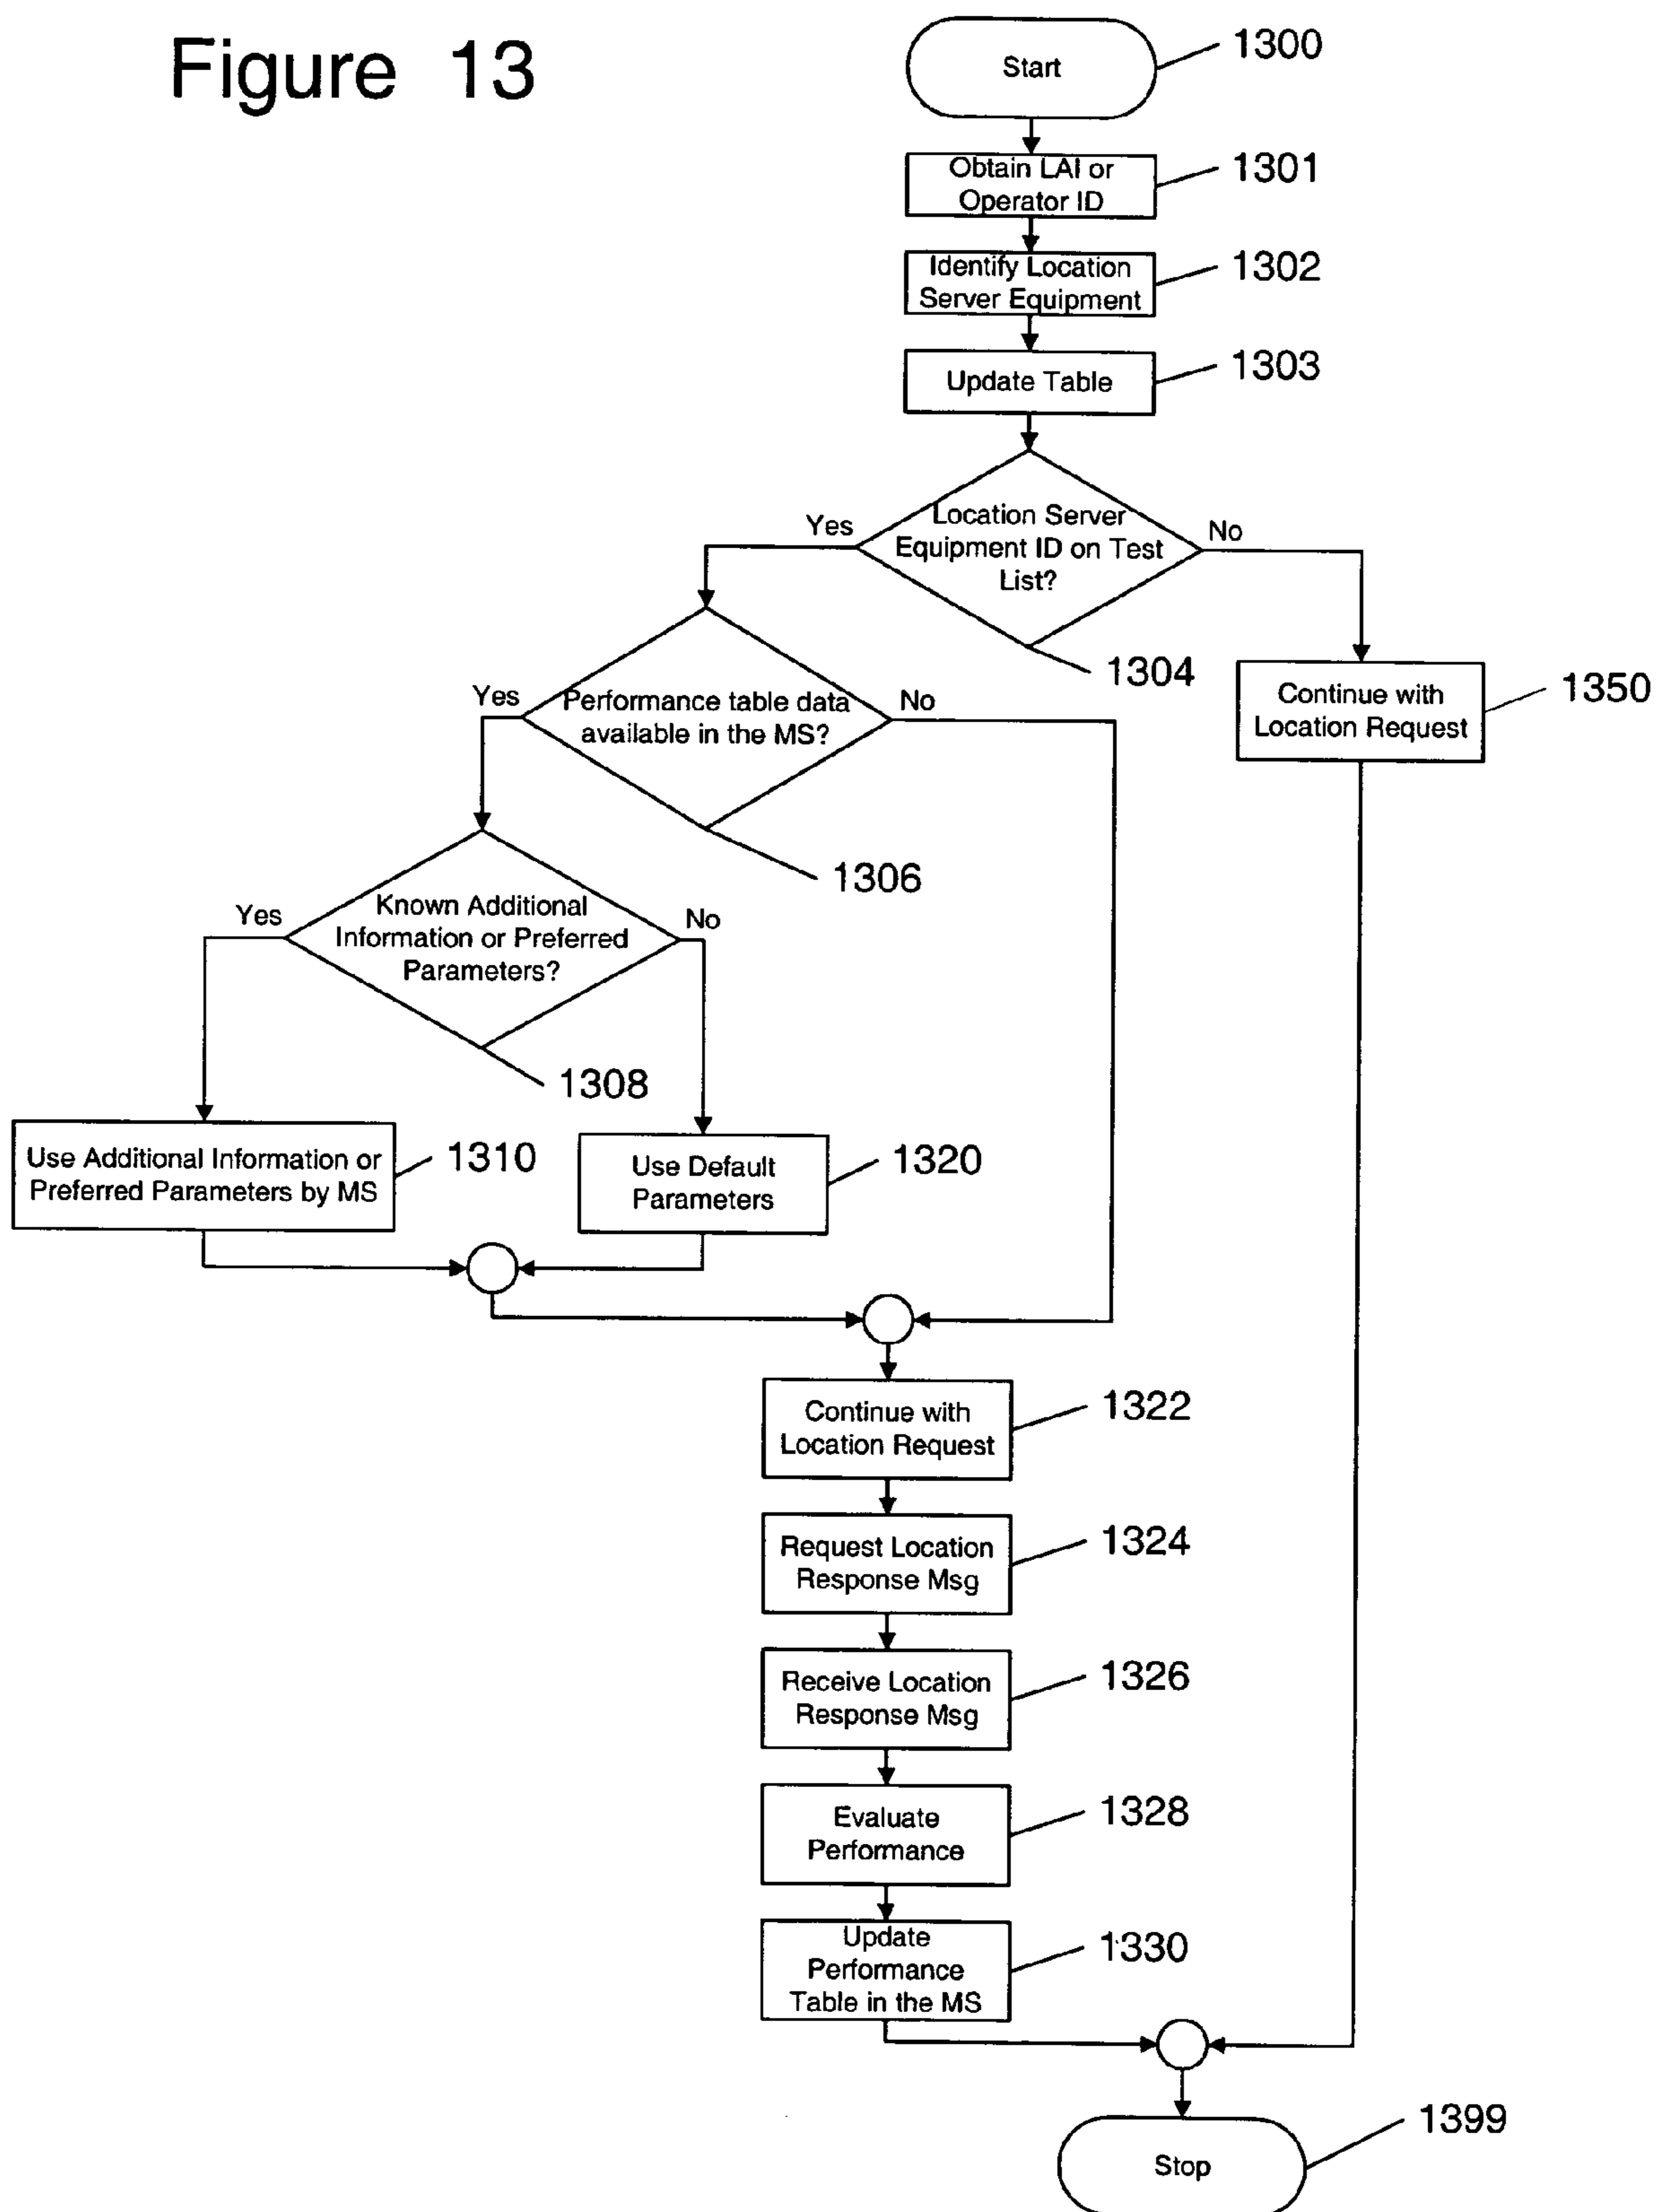 Figure 13
Start
1300
Obtain LAI or
Operator ID
1301
Identify Location
Server Equipment
1302
Update Table
1303
Location Server
Equipment ID on Test
List?
Yes
No
1304
Performance table data
available in the MS?
Yes
No
1306
Continue with
Location Request
1350
Known Additional
Information or Preferred
Parameters?
Yes
No
1308
Use Additional Information or
Preferred Parameters by MS
1310
Use Default
Parameters
1320
Continue with
Location Request
1322
Request Location
Response Msg
1324
Receive Location
Response Msg
1326
Evaluate
Performance
1328
Update
Performance
Table in the MS
1330
Stop
1399